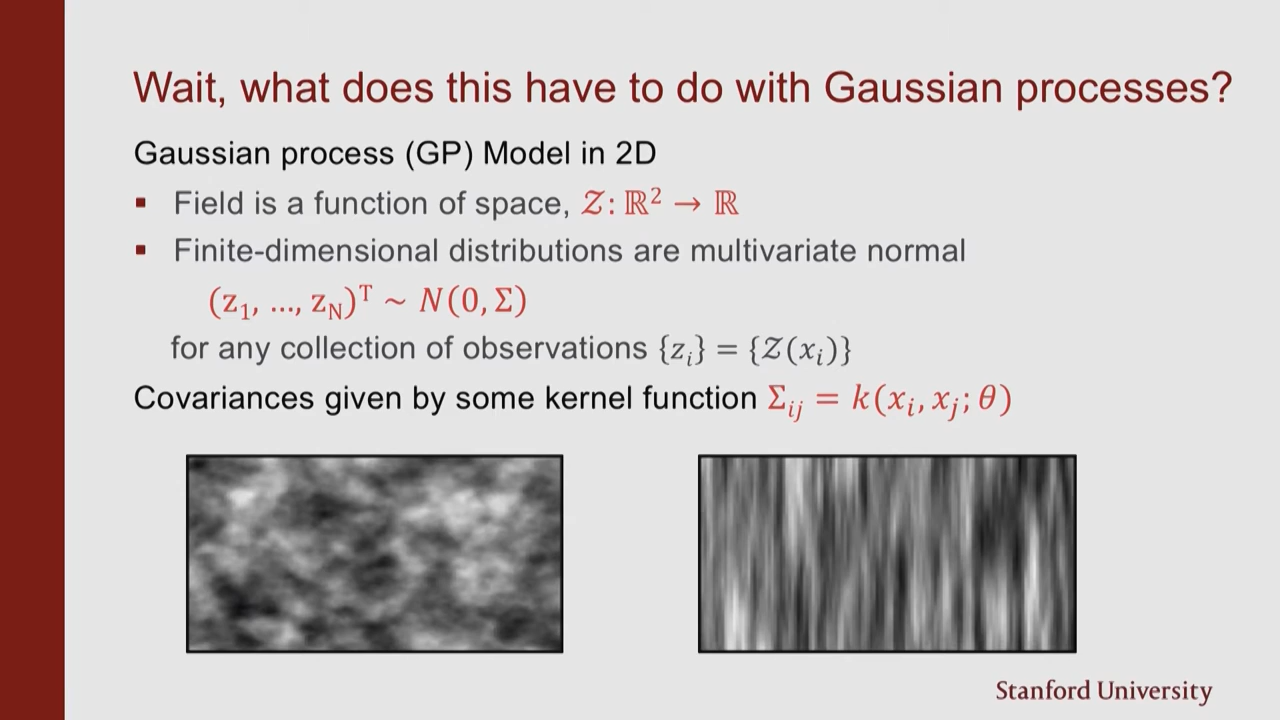 Wait, what does this have to do with Gaussian processes?
Gaussian process (GP) Model in 2D
▪ Field is a function of space, 𝒵: ℝ² → ℝ
▪ Finite-dimensional distributions are multivariate normal
(z₁, …, z_N)ᵀ ~ N(0, Σ)
for any collection of observations {zᵢ} = {𝒵(xᵢ)}
Covariances given by some kernel function Σᵢⱼ = k(xᵢ, xⱼ; θ)
Stanford University